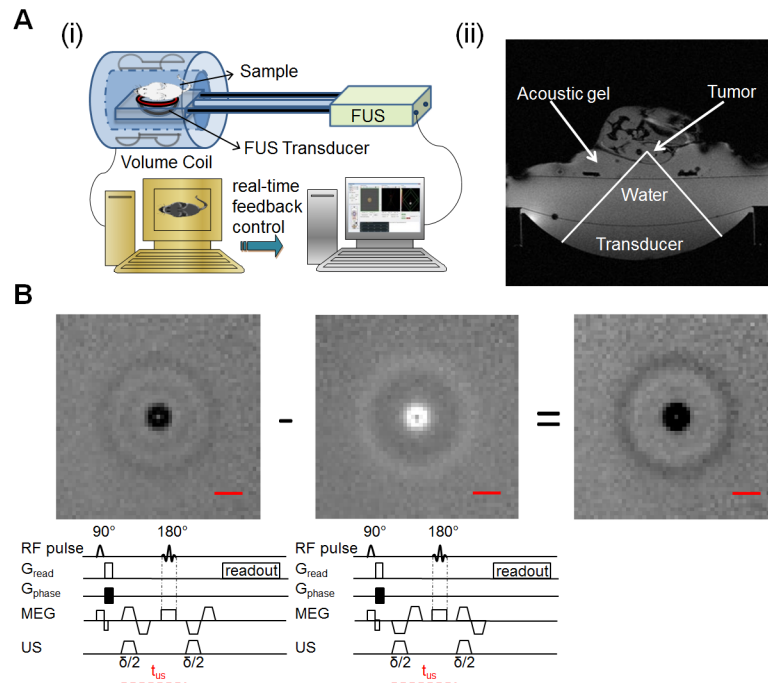 A
(i)
Sample
FUS
FUS Transducer
Volume Coil
real-time
feedback
control
(ii)
Acoustic gel
Tumor
Water
Transducer
B
-
=
90° 180°
RF pulse
Gread
readout
Gphase
MEG
US
δ/2 δ/2
tus
90° 180°
RF pulse
Gread
readout
Gphase
MEG
US
δ/2 δ/2
tus